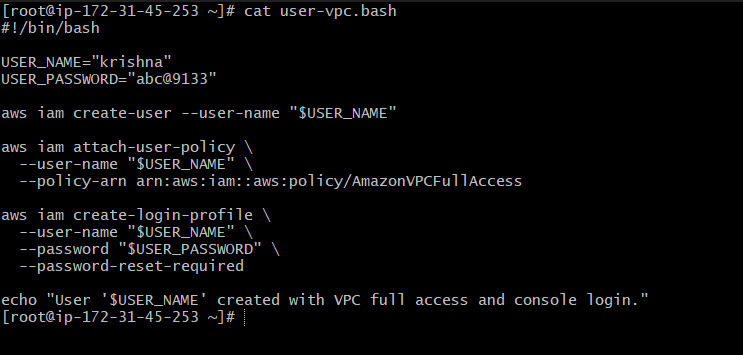 [root@ip-172-31-45-253 ~]# cat user-vpc.bash
#!/bin/bash
USER_NAME="krishna"
USER_PASSWORD="abc@9133"
aws iam create-user --user-name "$USER_NAME"
aws iam attach-user-policy \
  --user-name "$USER_NAME" \
  --policy-arn arn:aws:iam::aws:policy/AmazonVPCFullAccess
aws iam create-login-profile \
  --user-name "$USER_NAME" \
  --password "$USER_PASSWORD" \
  --password-reset-required
echo "User '$USER_NAME' created with VPC full access and console login."
[root@ip-172-31-45-253 ~]#